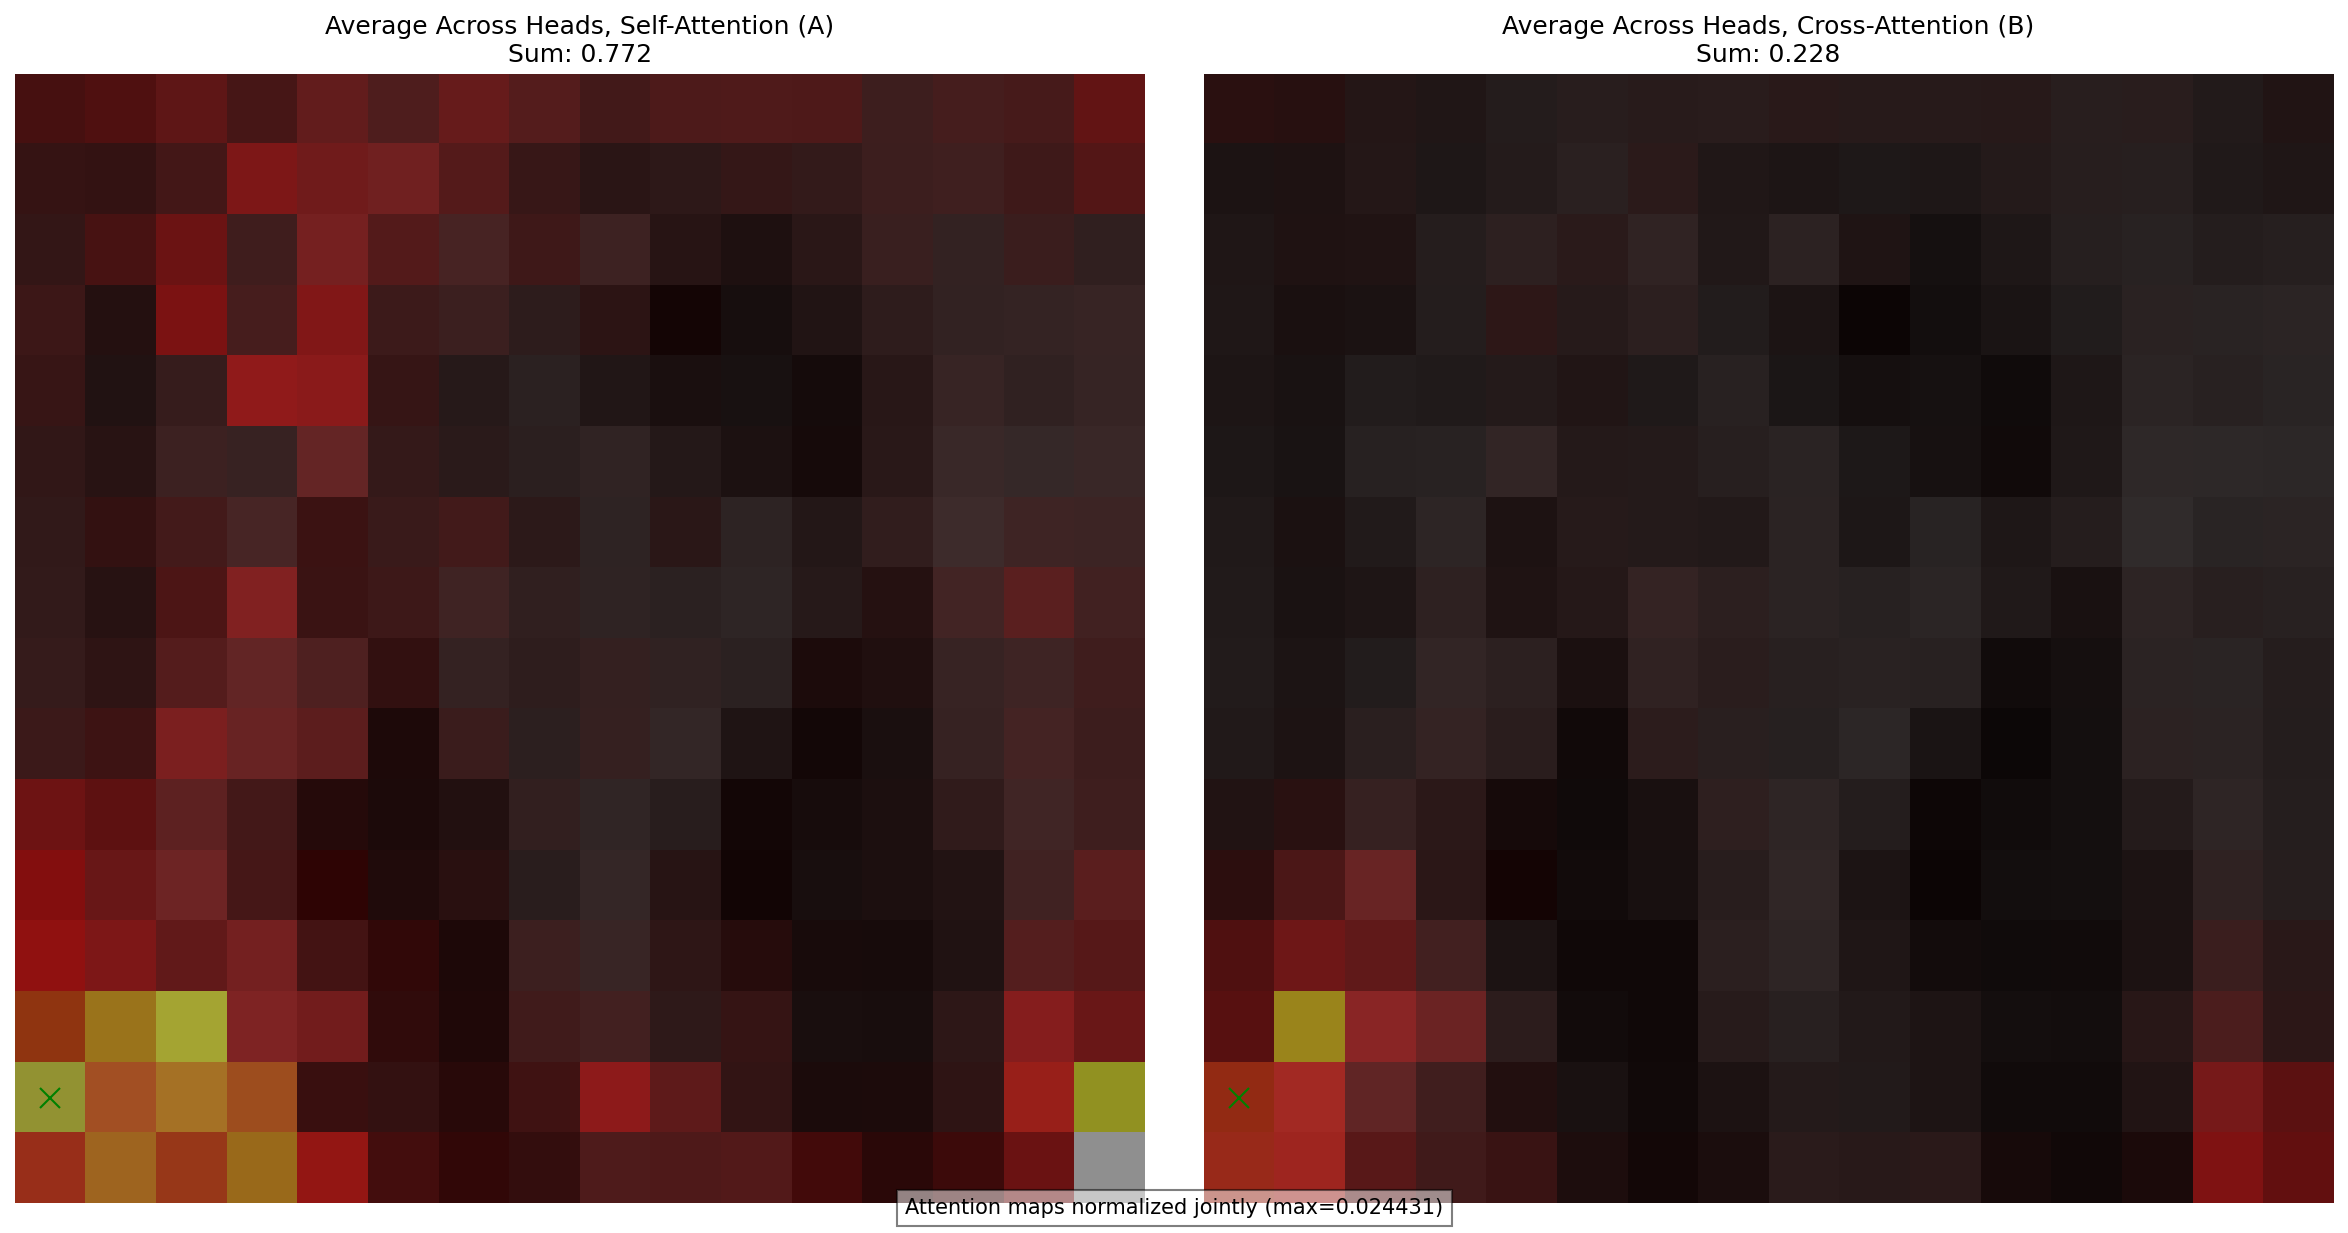 Average Across Heads, Self-Attention (A)
Sum: 0.772
Average Across Heads, Cross-Attention (B)
Sum: 0.228
Attention maps normalized jointly (max=0.024431)